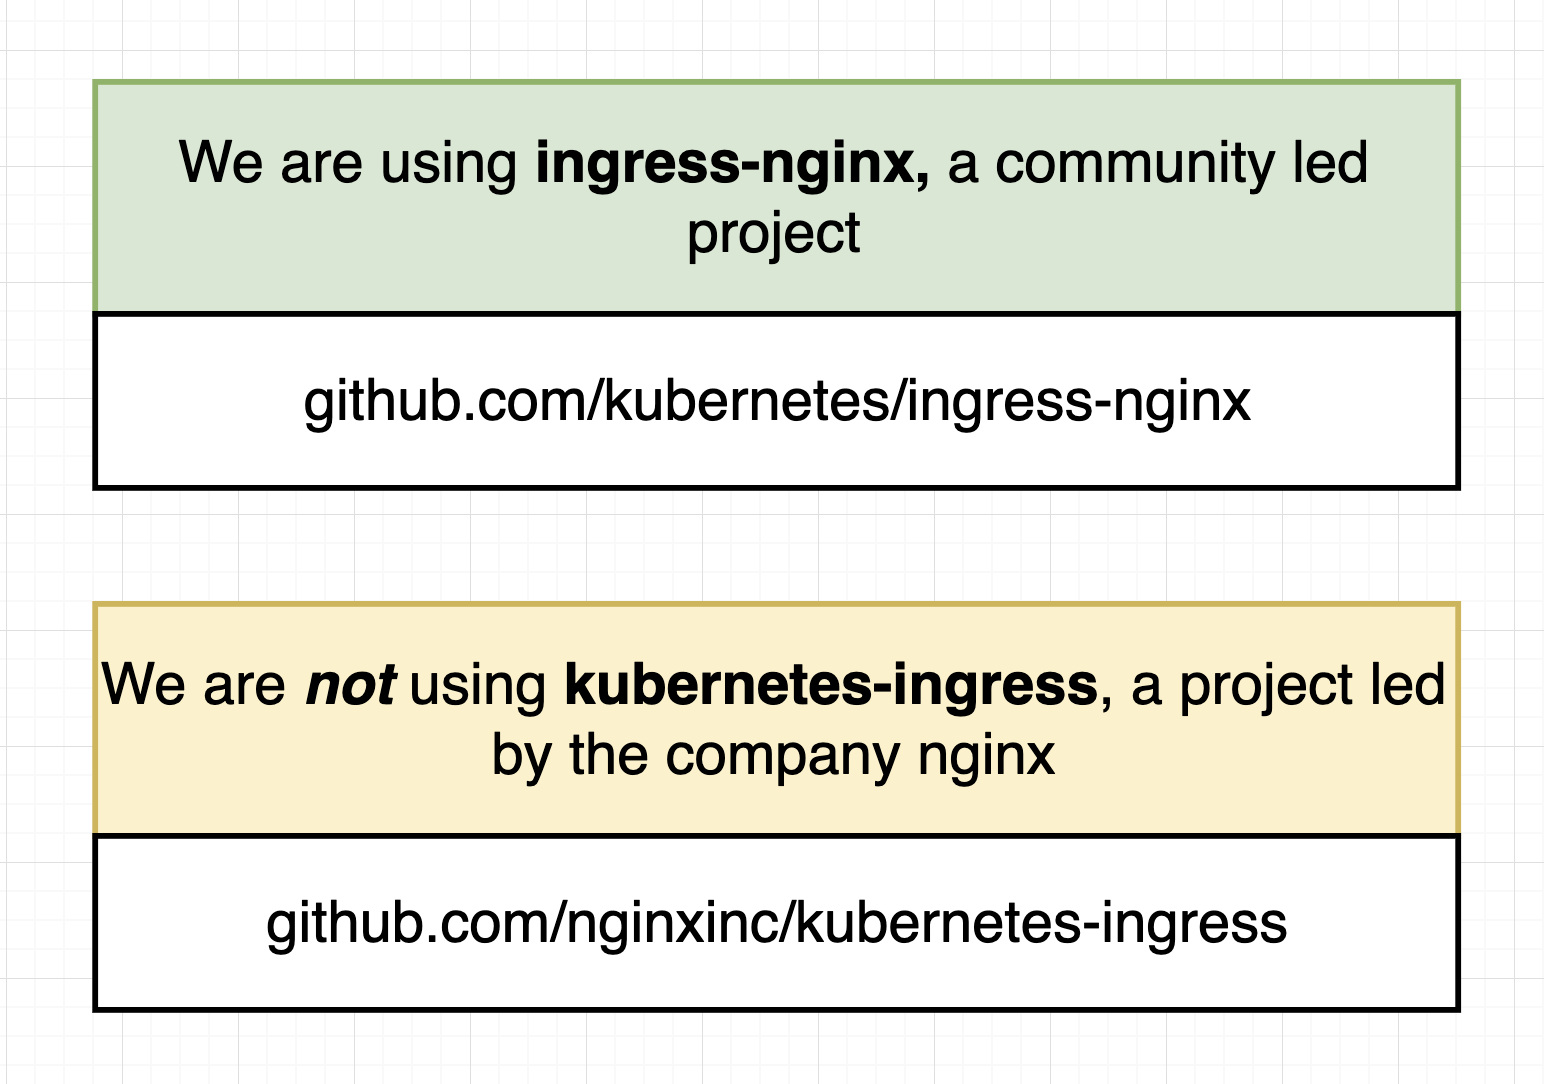 We are using ingress-nginx, a community led
project
github.com/kubernetes/ingress-nginx
We are not using kubernetes-ingress, a project led
by the company nginx
github.com/nginxinc/kubernetes-ingress